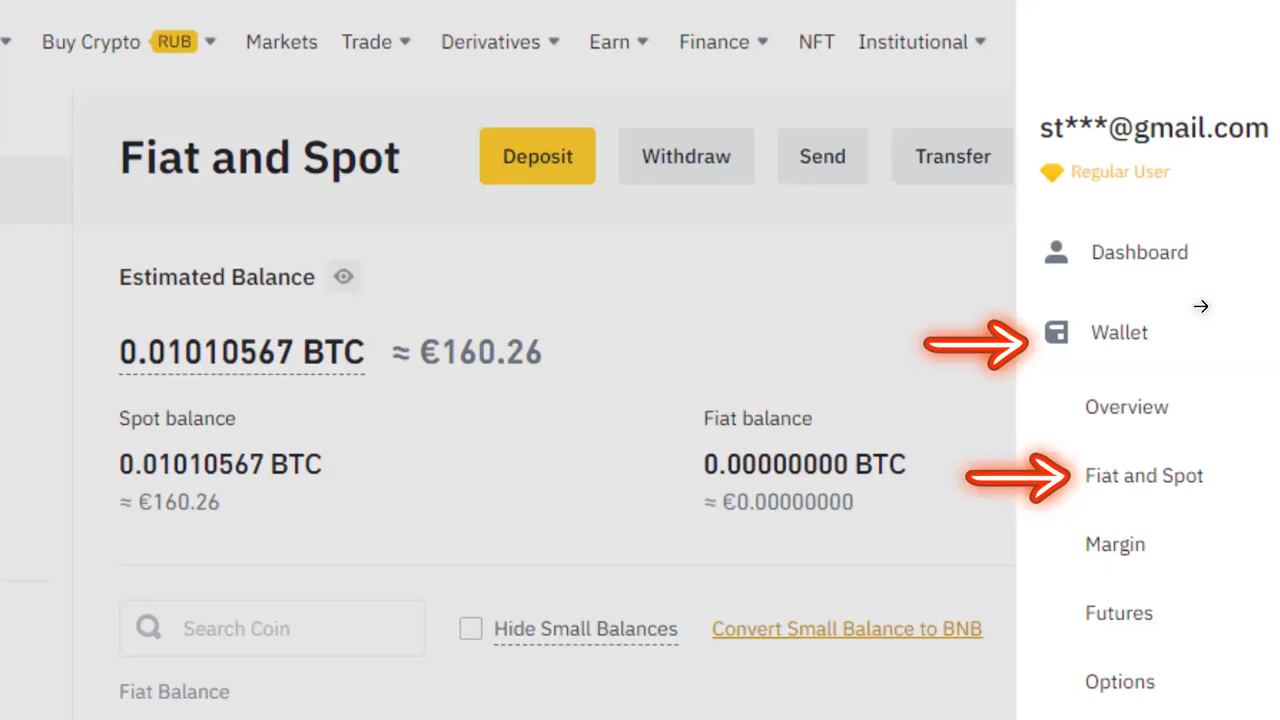 Buy Crypto RUB Markets Trade Derivatives Earn Finance NFT Institutional
Fiat and Spot
Deposit Withdraw Send Transfer
Estimated Balance
0.01010567 BTC ≈ €160.26
Spot balance
0.01010567 BTC
≈ €160.26
Fiat balance
0.00000000 BTC
≈ €0.00000000
Search Coin
Hide Small Balances
Convert Small Balance to BNB
Fiat Balance
st***@gmail.com
Regular User
Dashboard
Wallet
Overview
Fiat and Spot
Margin
Futures
Options